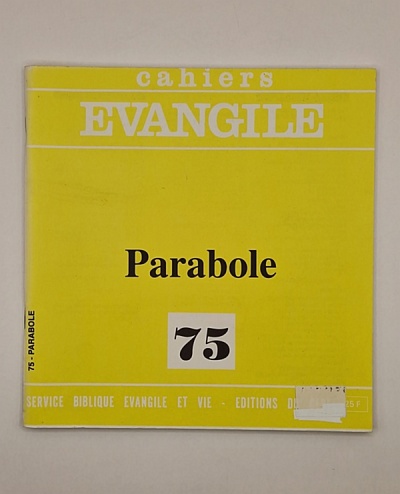 cahiers
EVANGILE
Parabole
75
75 - PARABOLE
SERVICE BIBLIQUE EVANGILE ET VIE - EDITIONS